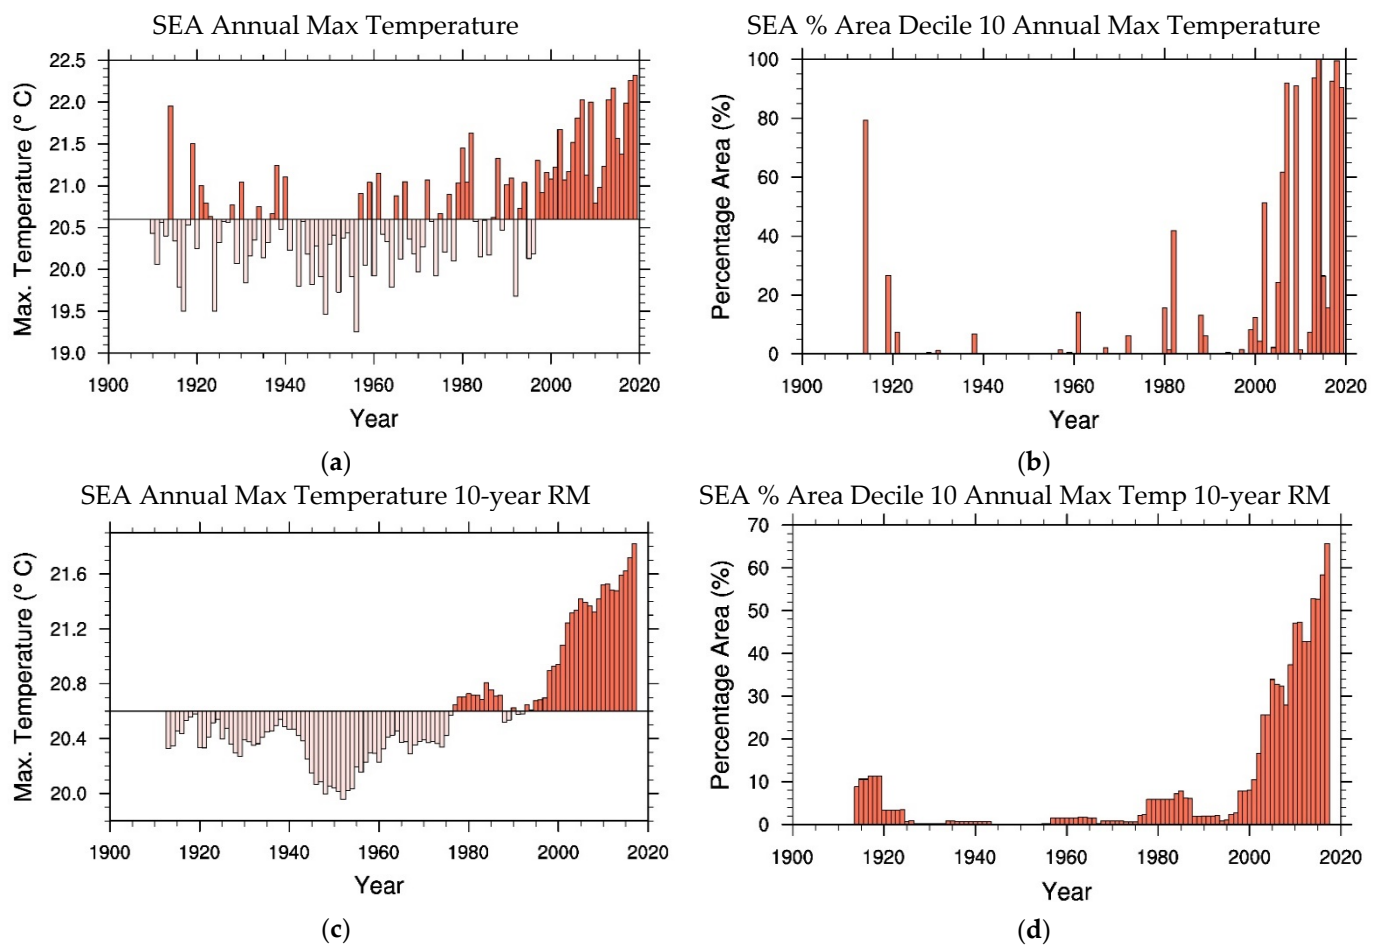 SEA Annual Max Temperature
Max. Temperature (° C)
22.5
22.0
21.5
21.0
20.5
20.0
19.5
19.0
1900 1920 1940 1960 1980 2000 2020
Year
(a)
SEA % Area Decile 10 Annual Max Temperature
Percentage Area (%)
100
80
60
40
20
0
1900 1920 1940 1960 1980 2000 2020
Year
(b)
SEA Annual Max Temperature 10-year RM
Max. Temperature (° C)
21.6
21.2
20.8
20.4
20.0
1900 1920 1940 1960 1980 2000 2020
Year
(c)
SEA % Area Decile 10 Annual Max Temp 10-year RM
Percentage Area (%)
70
60
50
40
30
20
10
0
1900 1920 1940 1960 1980 2000 2020
Year
(d)